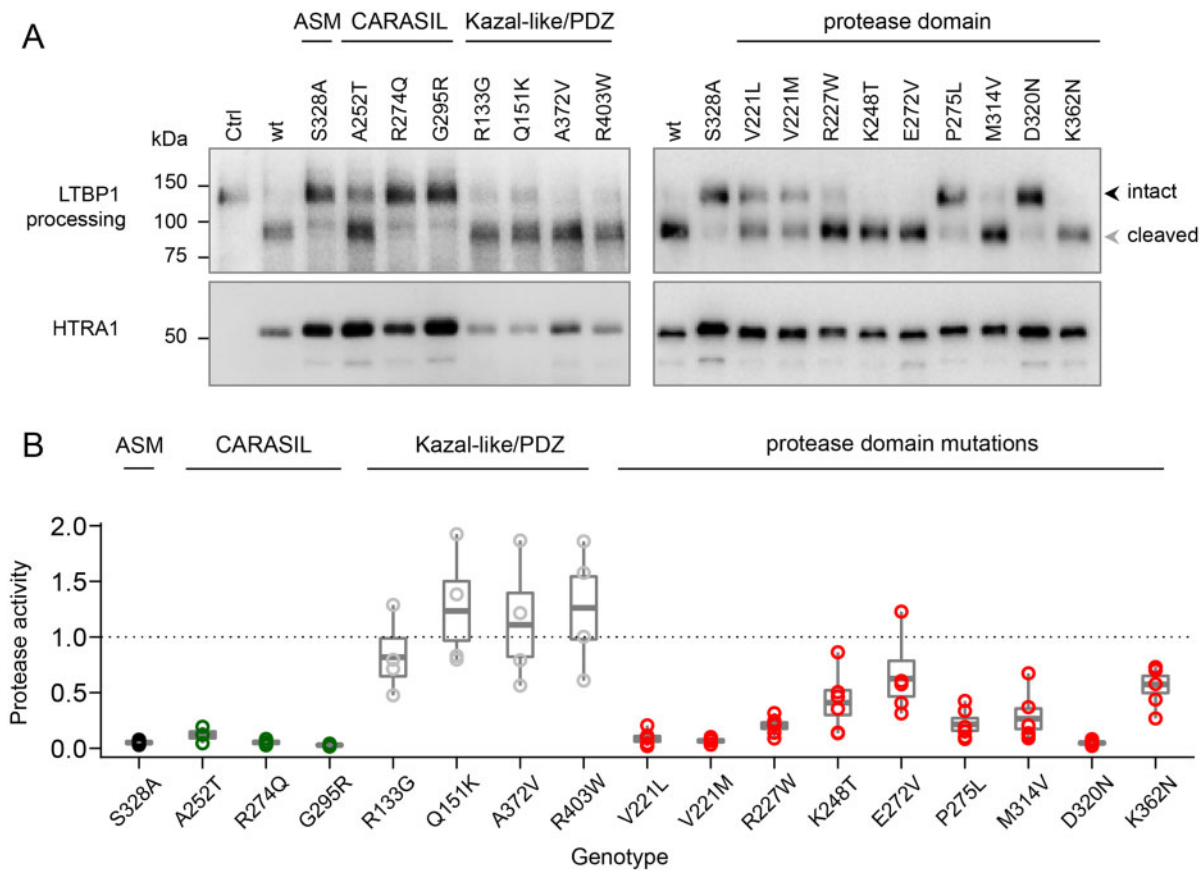 A
ASM CARASIL Kazal-like/PDZ protease domain
Ctrl wt S328A A252T R274Q G295R R133G Q151K A372V R403W wt S328A V221L V221M R227W K248T E272V P275L M314V D320N K362N
kDa
LTBP1
processing
150
100
75
intact
cleaved
HTRA1
50
B
ASM CARASIL Kazal-like/PDZ protease domain mutations
Protease activity
2.0
1.5
1.0
0.5
0.0
S328A A252T R274Q G295R R133G Q151K A372V R403W V221L V221M R227W K248T E272V P275L M314V D320N K362N
Genotype